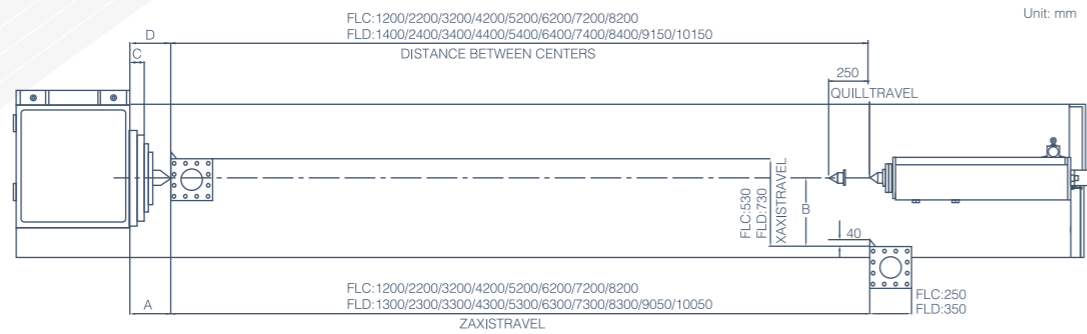 Unit: mm
FLC:1200/2200/3200/4200/5200/6200/7200/8200
D
FLD:1400/2400/3400/4400/5400/6400/7400/8400/9150/10150
C
DISTANCE BETWEEN CENTERS
250
QUILLTRAVEL
FLC:530
FLD:730
XAXISTRAVEL
B
40
FLC:1200/2200/3200/4200/5200/6200/7200/8200
A
FLD:1300/2300/3300/4300/5300/6300/7300/8300/9050/10050
FLC:250
FLD:350
ZAXISTRAVEL